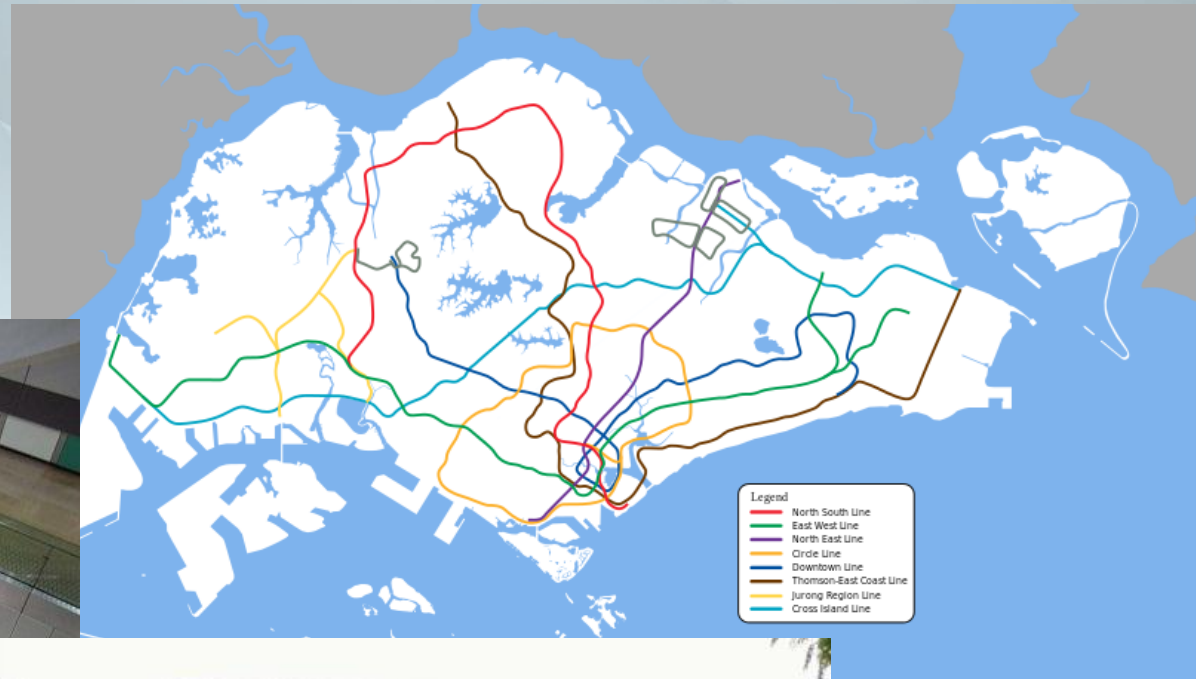 Legend
North South Line
East West Line
North East Line
Circle Line
Downtown Line
Thomson-East Coast Line
Jurong Region Line
Cross Island Line